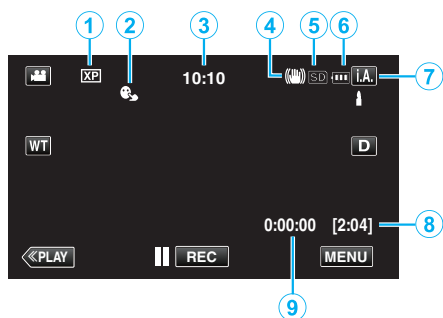 1 2 3 4 5 6
XP 10:10 SD i.A. 7
WT D
0:00:00 [2:04] 8
≪PLAY REC MENU
9